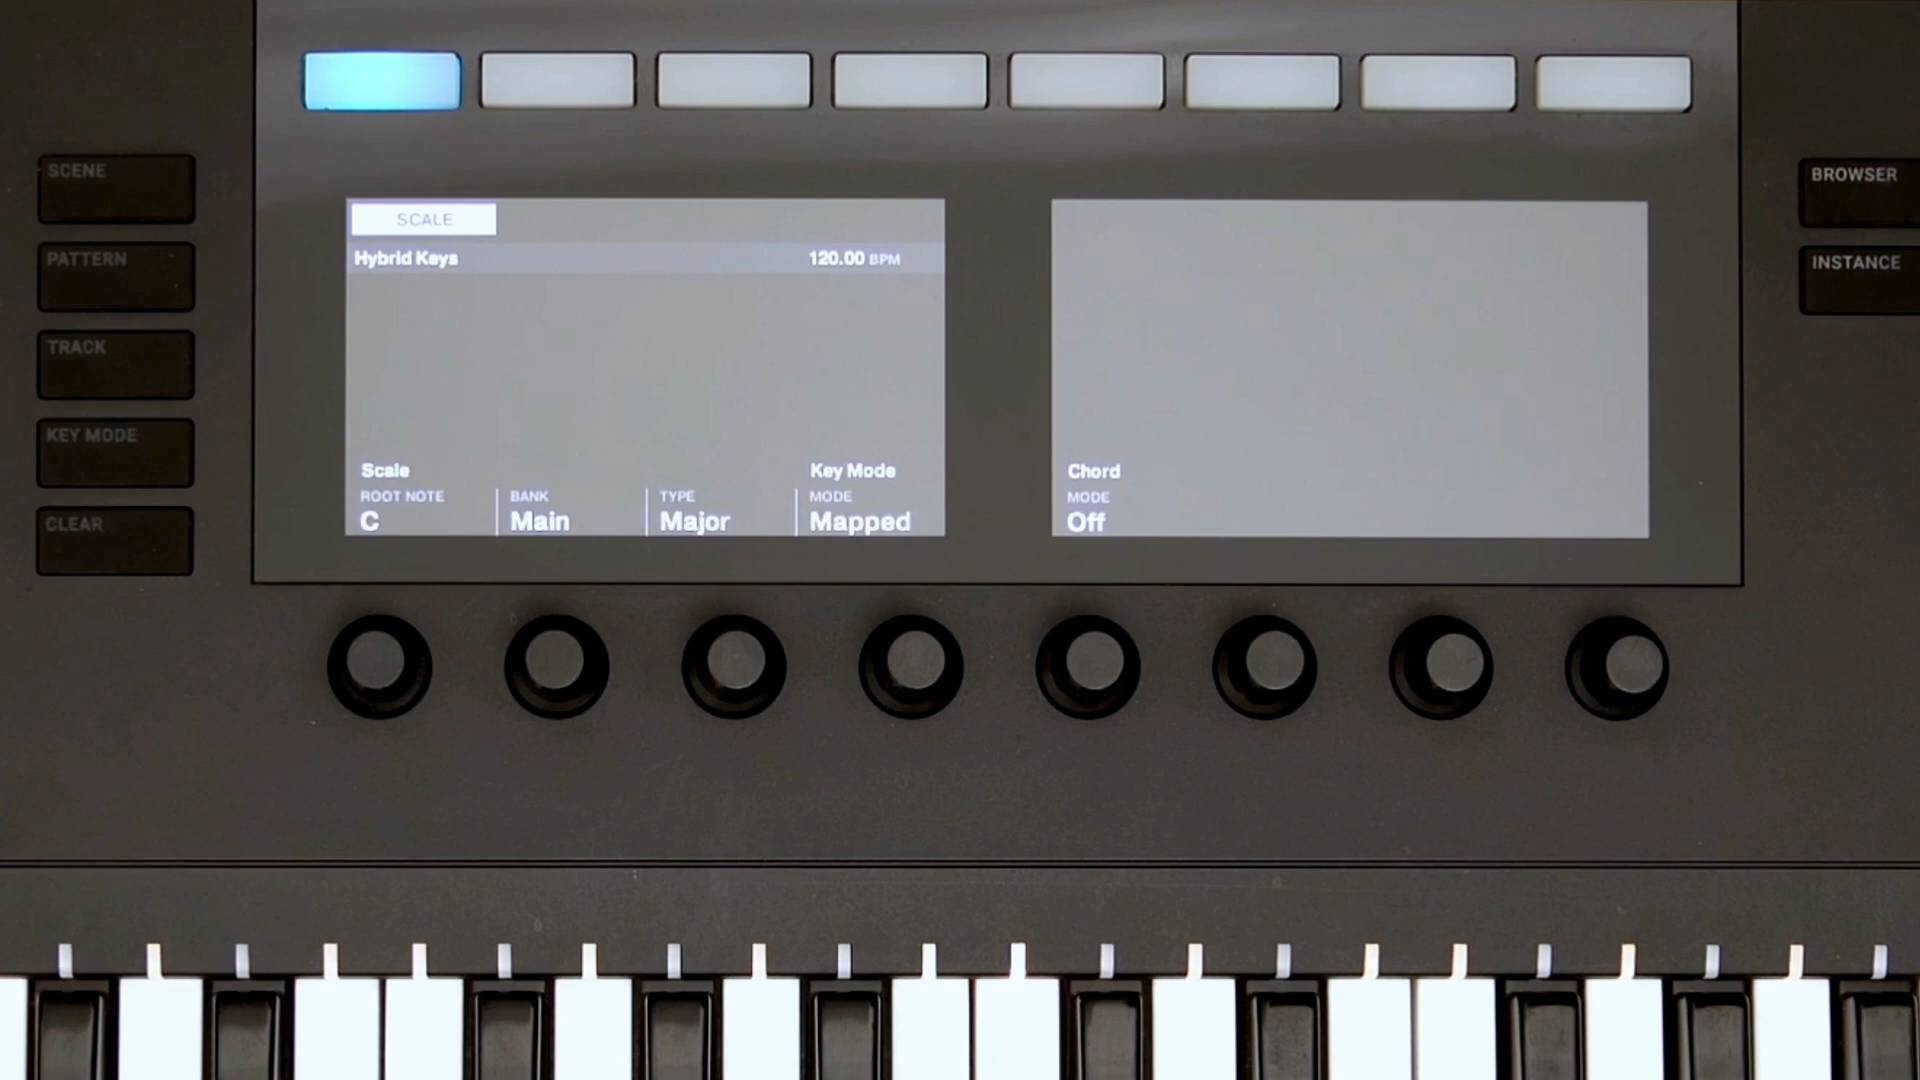 SCENE
PATTERN
TRACK
KEY MODE
CLEAR
SCALE
Hybrid Keys 120.00 BPM
Scale Key Mode
ROOT NOTE BANK TYPE MODE
C Main Major Mapped
Chord
MODE
Off
BROWSER
INSTANCE